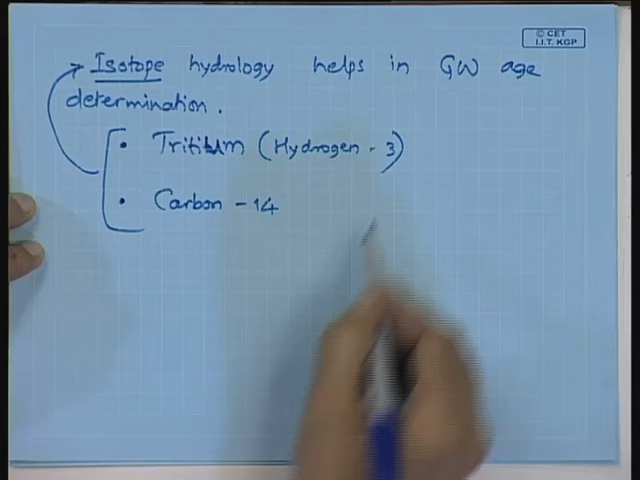 © CET
I.I.T. KGP
Isotope hydrology helps in GW age
determination.
• Tritium (Hydrogen - 3)
• Carbon - 14